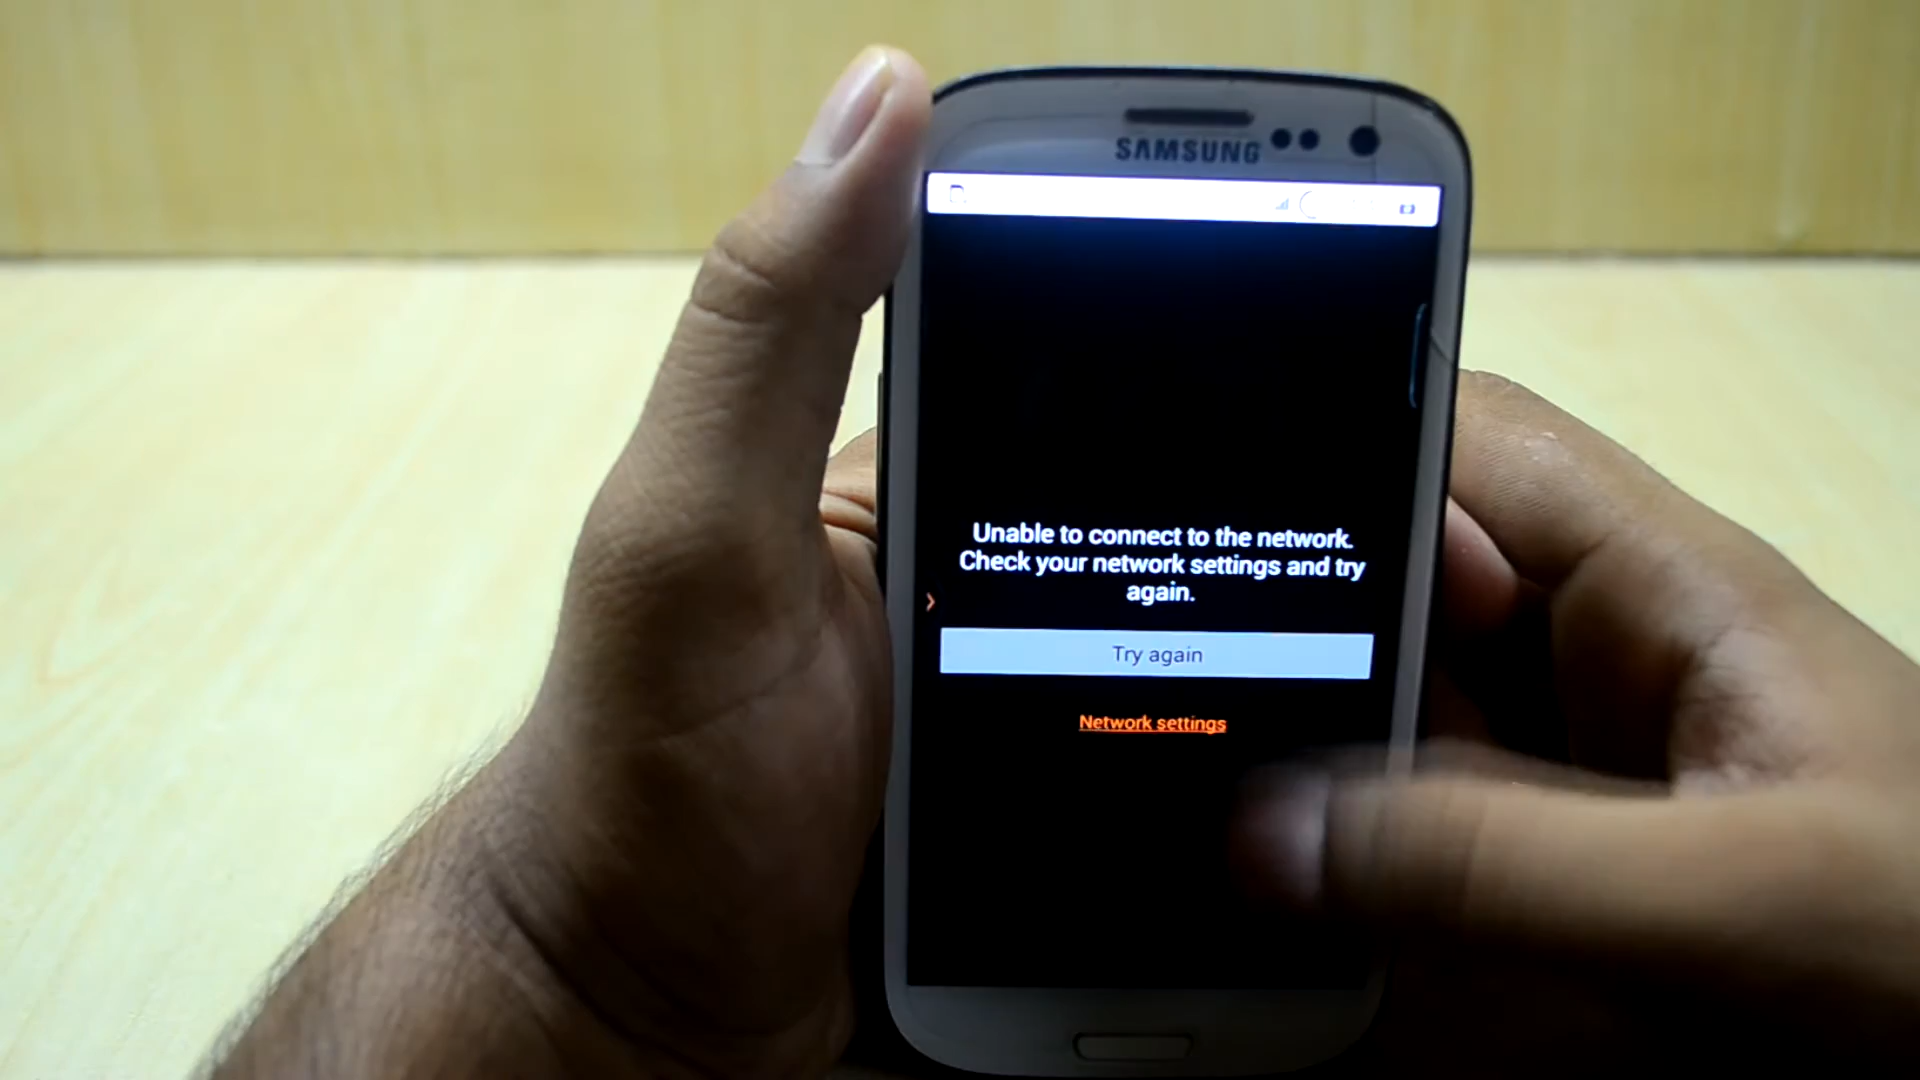 SAMSUNG
Unable to connect to the network.
Check your network settings and try
again.
Try again
Network settings